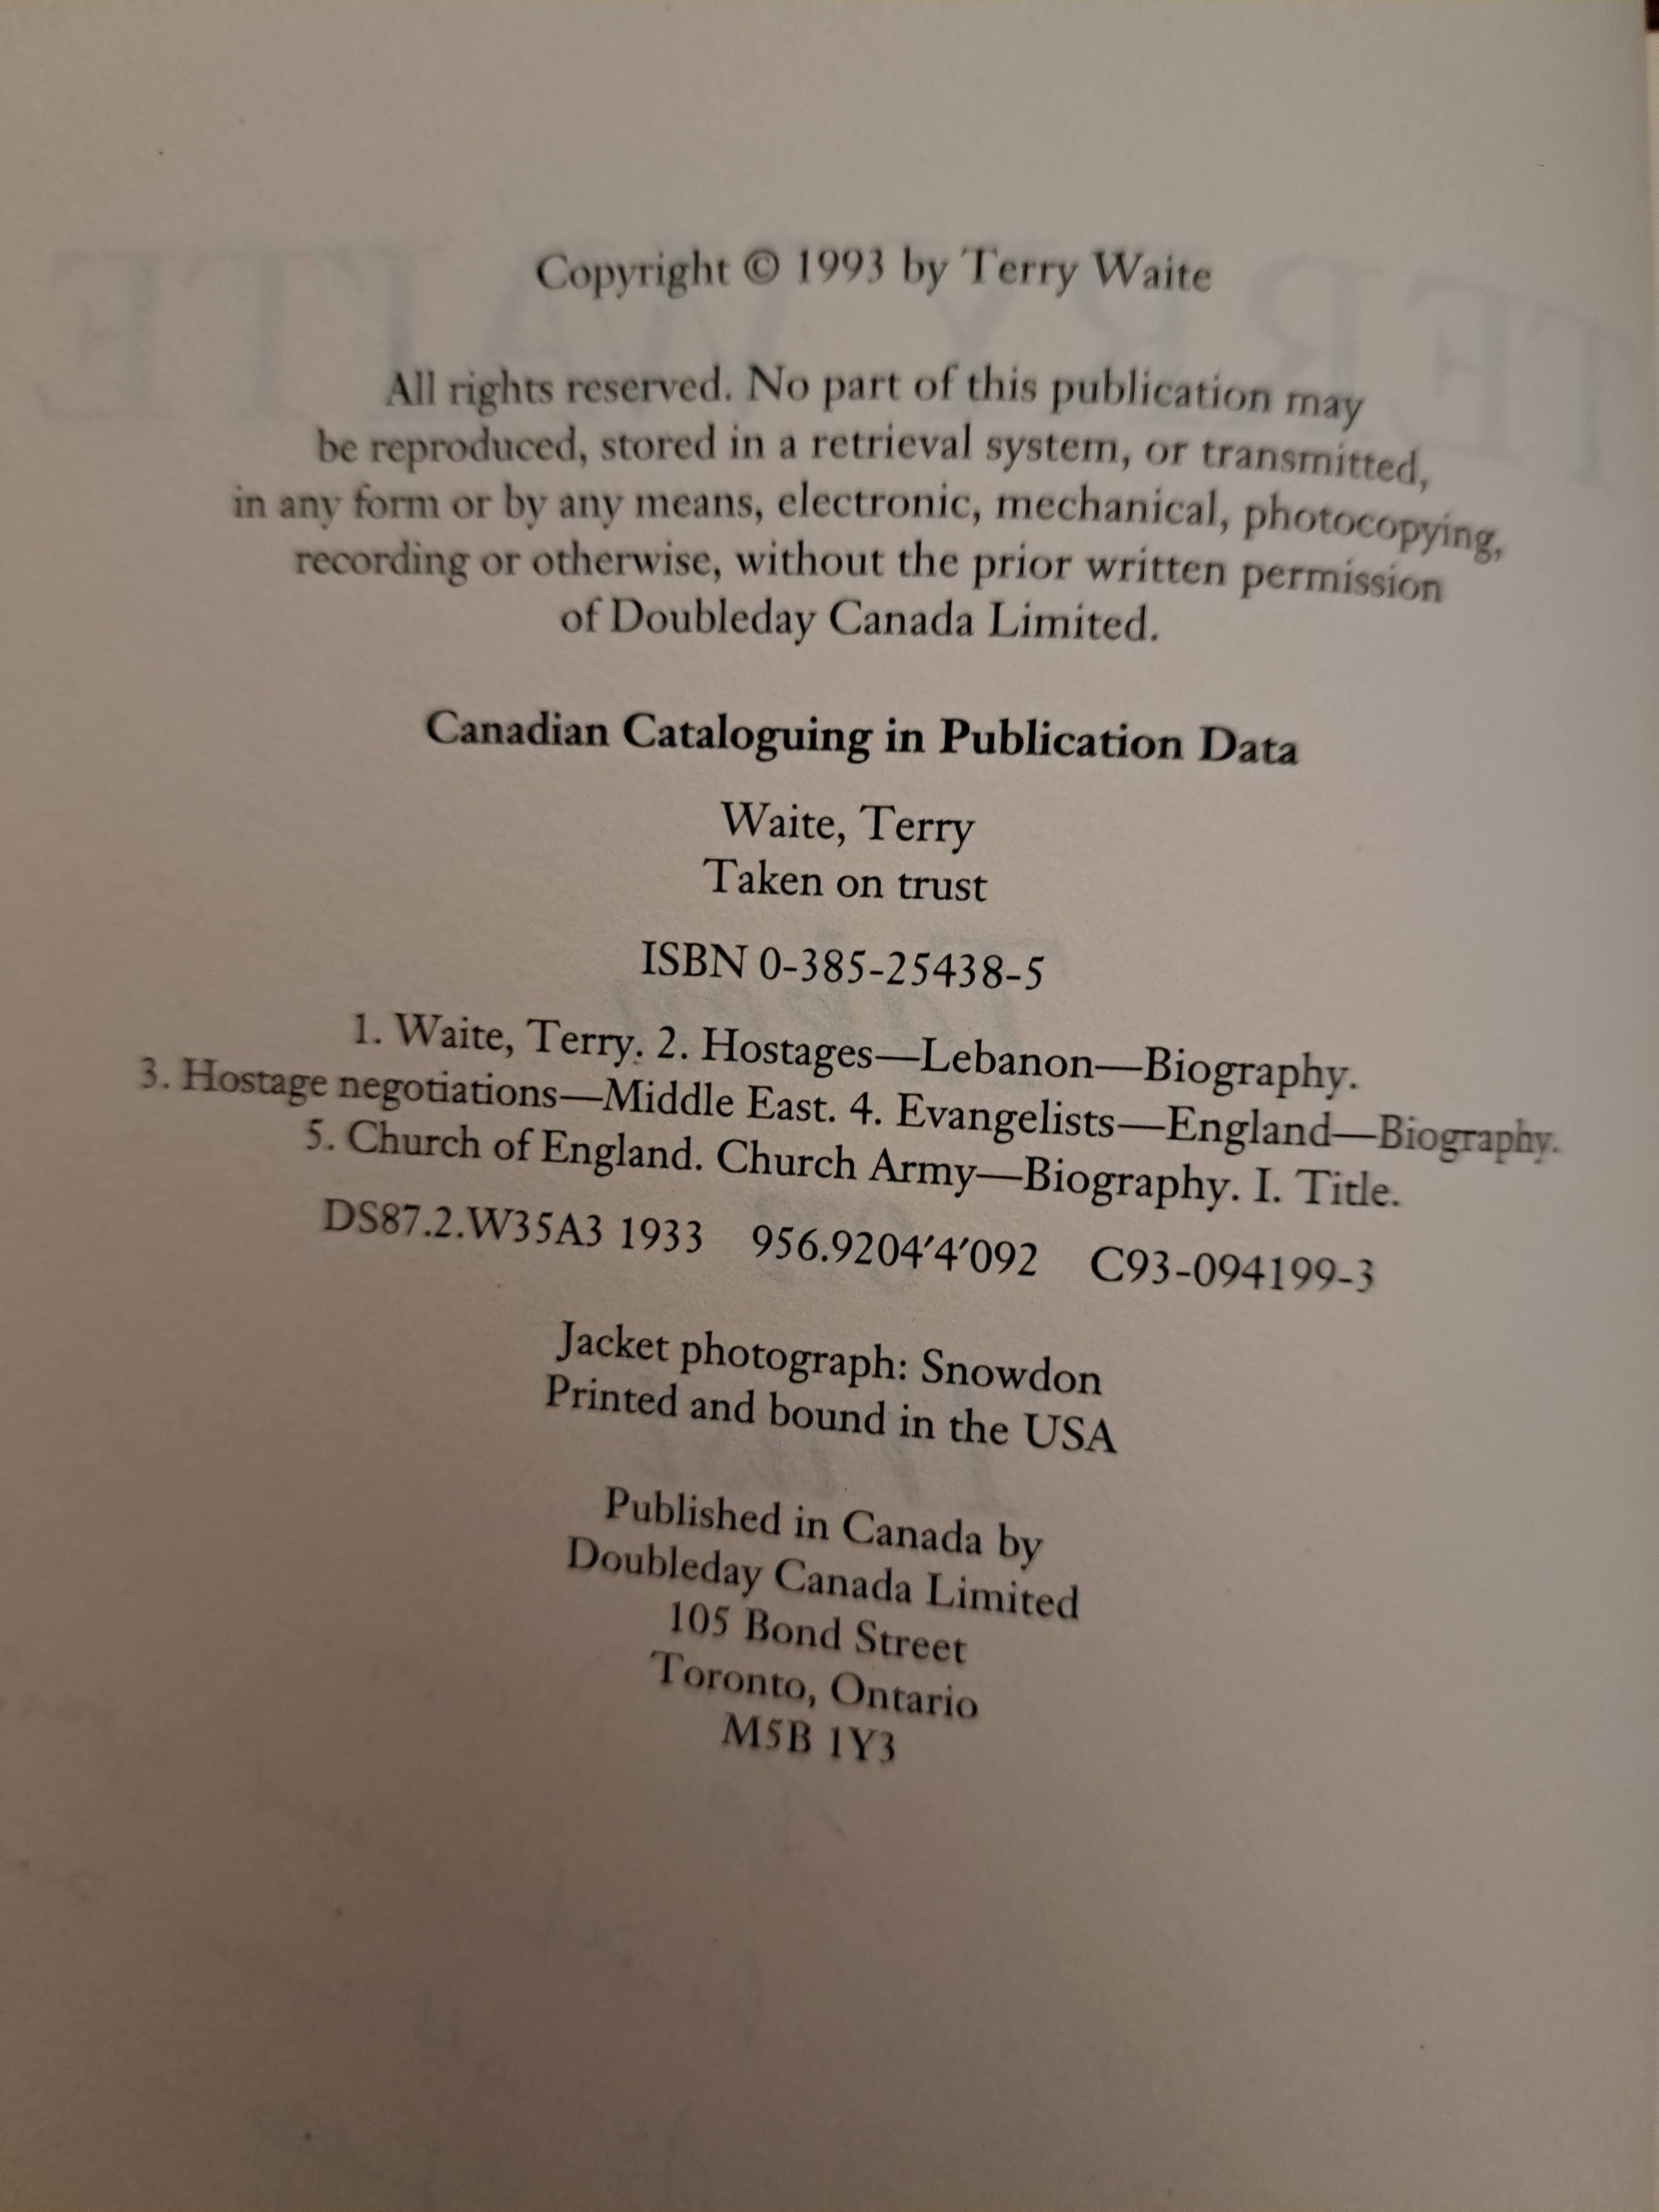 Copyright © 1993 by Terry Waite
All rights reserved. No part of this publication may
be reproduced, stored in a retrieval system, or transmitted,
in any form or by any means, electronic, mechanical, photocopying,
recording or otherwise, without the prior written permission
of Doubleday Canada Limited.
Canadian Cataloguing in Publication Data
Waite, Terry
Taken on trust
ISBN 0-385-25438-5
1. Waite, Terry. 2. Hostages—Lebanon—Biography.
3. Hostage negotiations—Middle East. 4. Evangelists—England—Biography.
5. Church of England. Church Army—Biography. I. Title.
DS87.2.W35A3 1933 956.9204′4′092 C93-094199-3
Jacket photograph: Snowdon
Printed and bound in the USA
Published in Canada by
Doubleday Canada Limited
105 Bond Street
Toronto, Ontario
M5B 1Y3